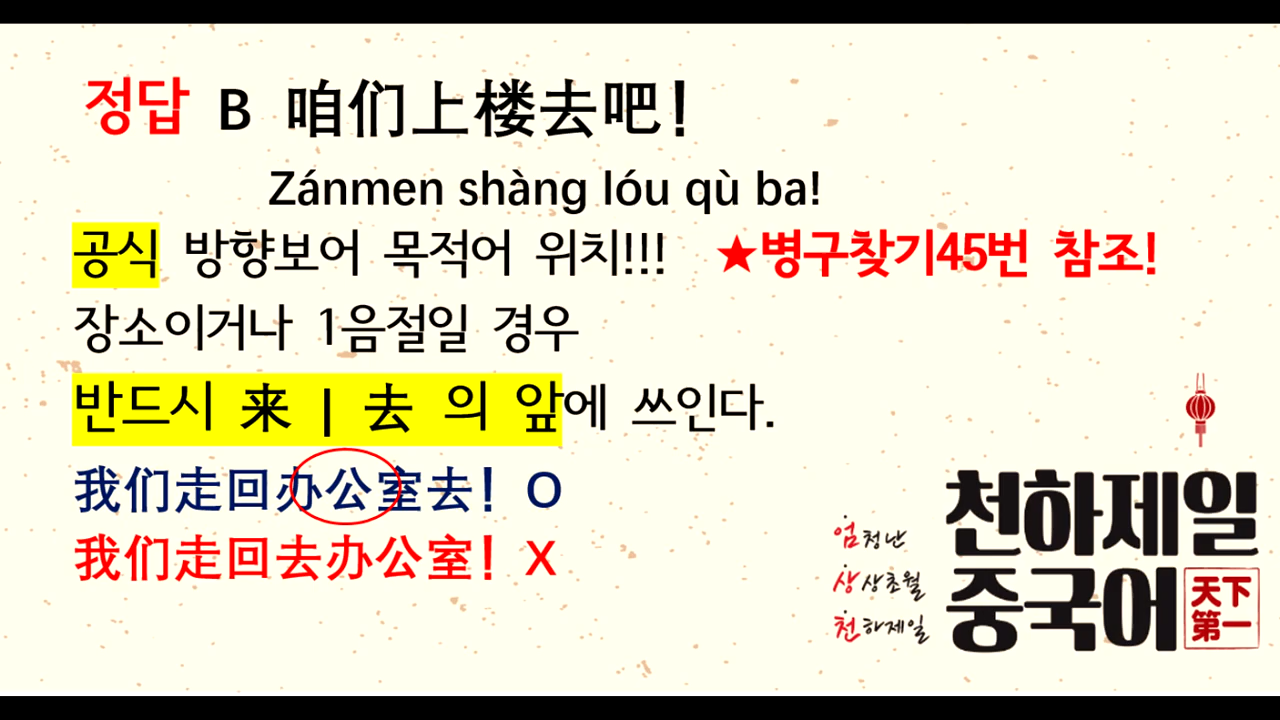 정답 B 咱们上楼去吧!
Zánmen shàng lóu qù ba!
공식 방향보어 목적어 위치!!! ★병구찾기45번 참조!
장소이거나 1음절일 경우
반드시 来 | 去 의 앞에 쓰인다.
我们走回办公室去! O
我们走回去办公室! X
엄청난
상상초월
천하제일
천하제일
중국어
天下
第一